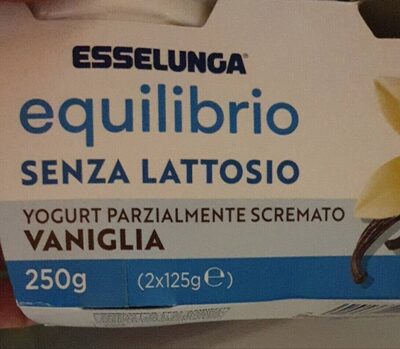 ESSELUNGA®
equilibrio
SENZA LATTOSIO
YOGURT PARZIALMENTE SCREMATO
VANIGLIA
250g (2x125g℮)